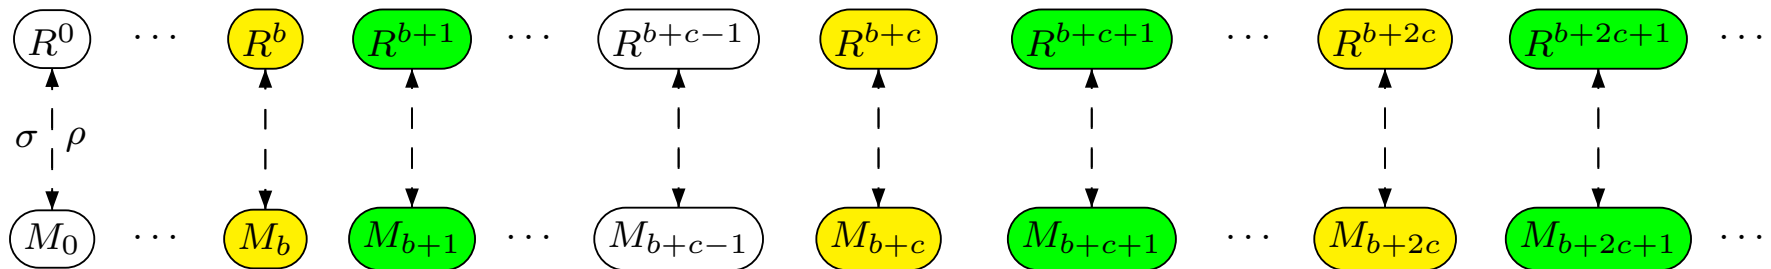 R^0 ··· R^b R^{b+1} ··· R^{b+c−1} R^{b+c} R^{b+c+1} ··· R^{b+2c} R^{b+2c+1} ···
σ ρ
M_0 ··· M_b M_{b+1} ··· M_{b+c−1} M_{b+c} M_{b+c+1} ··· M_{b+2c} M_{b+2c+1} ···